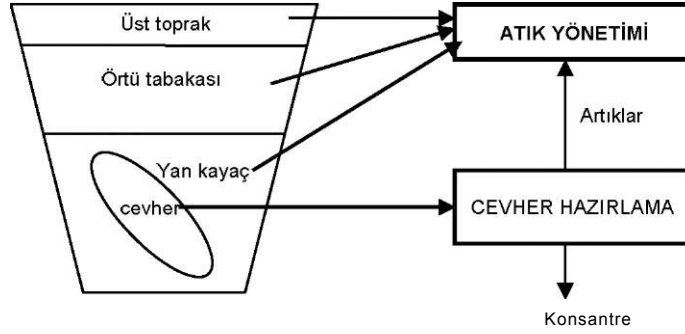 Üst toprak
ATIK YÖNETİMİ
Örtü tabakası
Artıklar
Yan kayaç
cevher
CEVHER HAZIRLAMA
Konsantre